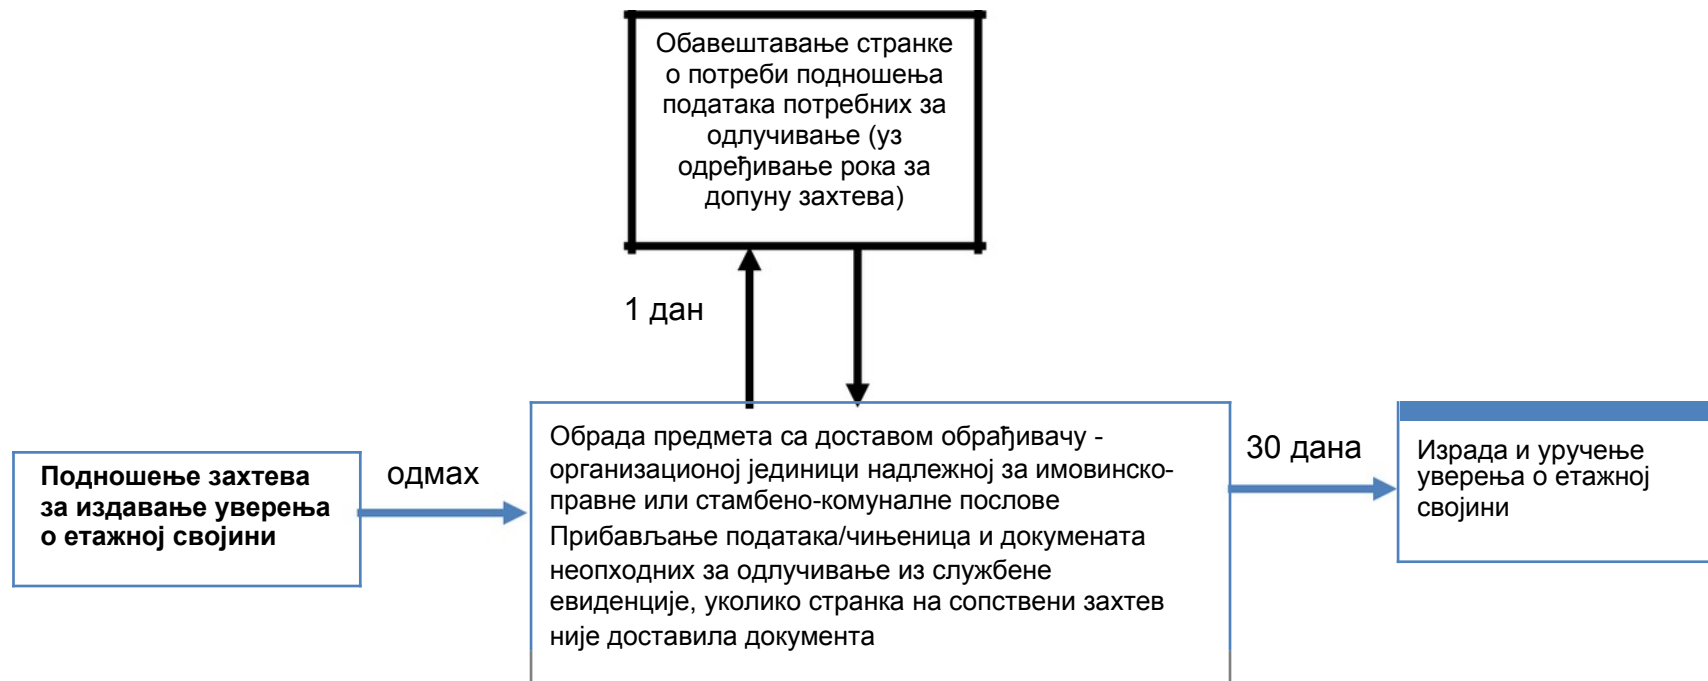 Обавештавање странке
о потреби подношења
података потребних за
одлучивање (уз
одређивање рока за
допуну захтева)
1 дан
Подношење захтева
за издавање уверења
о етажној својини
одмах
Обрада предмета са доставом обрађивачу -
организационој јединици надлежној за имовинско-
правне или стамбено-комуналне послове
Прибављање података/чињеница и докумената
неопходних за одлучивање из службене
евиденције, уколико странка на сопствени захтев
није доставила документа
30 дана
Израда и уручење
уверења о етажној
својини